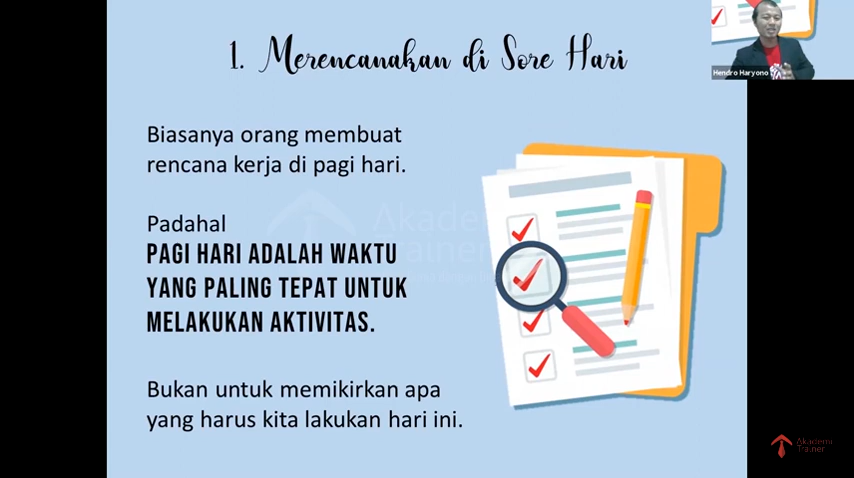 1. Merencanakan di Sore Hari
Hendro Haryono
Biasanya orang membuat
rencana kerja di pagi hari.
Padahal
PAGI HARI ADALAH WAKTU
YANG PALING TEPAT UNTUK
MELAKUKAN AKTIVITAS.
Bukan untuk memikirkan apa
yang harus kita lakukan hari ini.
Akademi
Trainer
Akademi
Trainer